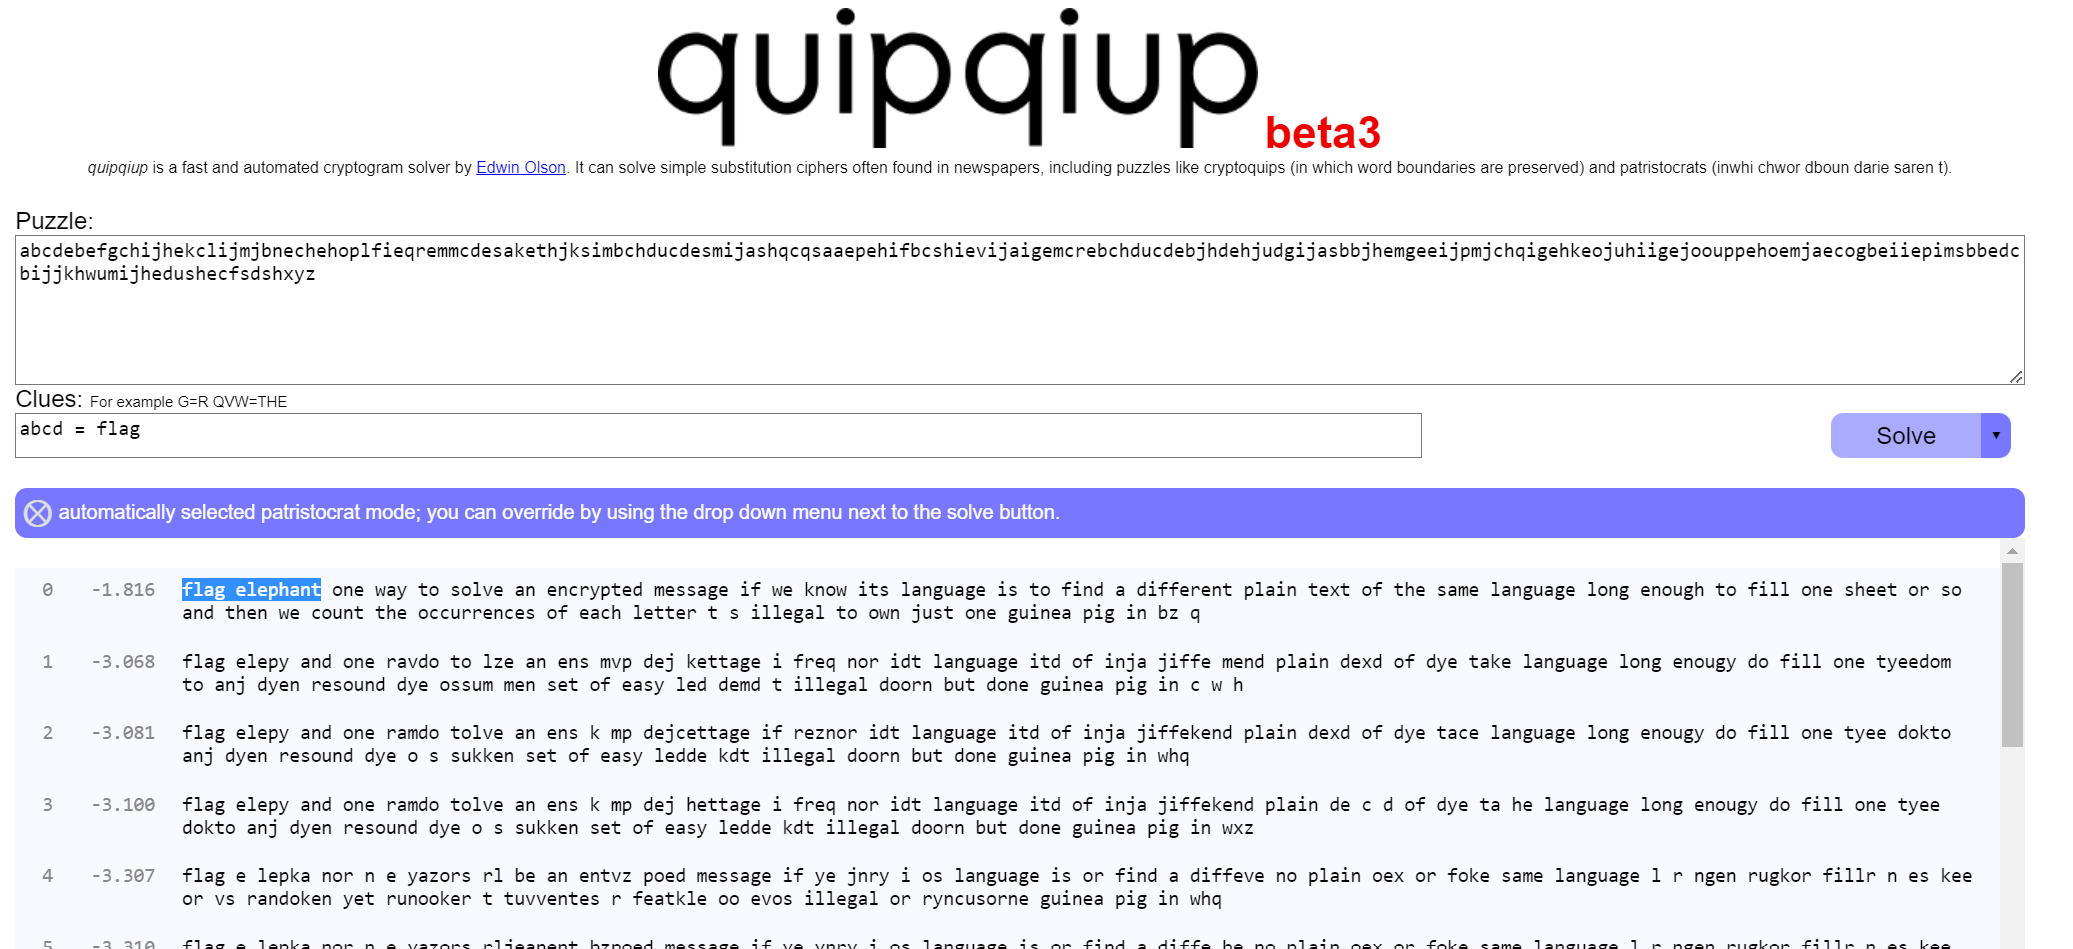 quipqiup beta3
quipqiup is a fast and automated cryptogram solver by Edwin Olson. It can solve simple substitution ciphers often found in newspapers, including puzzles like cryptoquips (in which word boundaries are preserved) and patristocrats (inwhi chwor dboun darie saren t).
Puzzle:
abcdebefgchijhekclijmjbnechehoplfieqremmcdesakethjksimbchducdesmijashqcqsaaepehifbcshievijaigemcrebchducdebjhdehjudgijasbbjhemgeeijpmjchqigehkeojuhiigejoouppehoemjaecogbeiiepimsbbedc
bijjkhwumijhedushecfsdshxyz
Clues: For example G=R QVW=THE
abcd = flag
Solve ▼
automatically selected patristocrat mode; you can override by using the drop down menu next to the solve button.
0 -1.816 flag elephant one way to solve an encrypted message if we know its language is to find a different plain text of the same language long enough to fill one sheet or so
and then we count the occurrences of each letter t s illegal to own just one guinea pig in bz q
1 -3.068 flag elepy and one ravdo to lze an ens mvp dej kettage i freq nor idt language itd of inja jiffe mend plain dexd of dye take language long enougy do fill one tyeedom
to anj dyen resound dye ossum men set of easy led demd t illegal doorn but done guinea pig in c w h
2 -3.081 flag elepy and one ramdo tolve an ens k mp dejcettage if reznor idt language itd of inja jiffekend plain dexd of dye tace language long enougy do fill one tyee dokto
anj dyen resound dye o s sukken set of easy ledde kdt illegal doorn but done guinea pig in whq
3 -3.100 flag elepy and one ramdo tolve an ens k mp dej hettage i freq nor idt language itd of inja jiffekend plain de c d of dye ta he language long enougy do fill one tyee
dokto anj dyen resound dye o s sukken set of easy ledde kdt illegal doorn but done guinea pig in wxz
4 -3.307 flag e lepka nor n e yazors rl be an entvz poed message if ye jnry i os language is or find a diffeve no plain oex or foke same language l r ngen rugkor fillr n es kee
or vs randoken yet runooker t tuvventes r featkle oo evos illegal or ryncusorne guinea pig in whq
5 -3.310 flag e lepka nor n e yazors rljeanent bzpoed message if ye vnry i os language is or find a diffe be no plain oex or foke same language l r ngen rugkor fillr n es kee